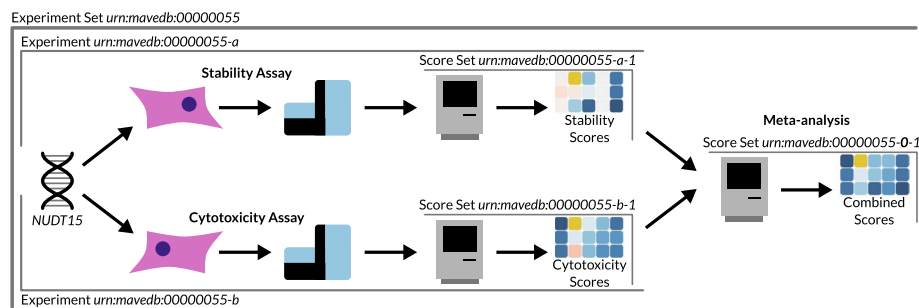 Experiment Set urn:mavedb:00000055
Experiment urn:mavedb:00000055-a
Stability Assay
Score Set urn:mavedb:00000055-a-1
Stability
Scores
Meta-analysis
Score Set urn:mavedb:00000055-0-1
Combined
Scores
NUDT15
Cytotoxicity Assay
Score Set urn:mavedb:00000055-b-1
Cytotoxicity
Scores
Experiment urn:mavedb:00000055-b